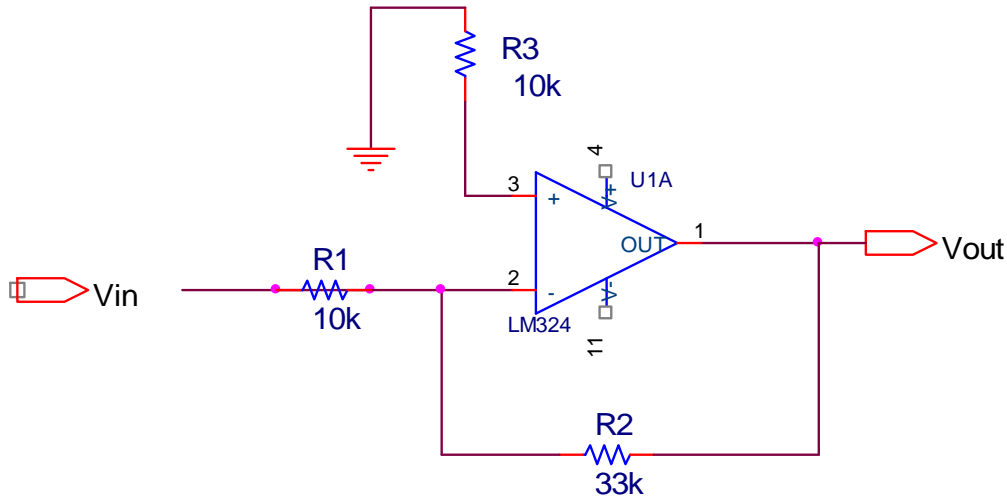 R3
10k
4
U1A
3
+
V+
OUT
1
Vout
R1
2
-
V-
Vin
10k
LM324
11
R2
33k